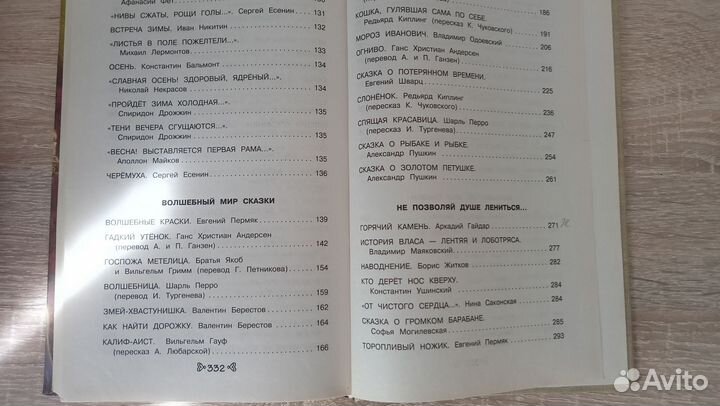 Афанасий Фет
«НИВЫ СЖАТЫ, РОЩИ ГОЛЫ...». Сергей Есенин 131
ВСТРЕЧА ЗИМЫ. Иван Никитин 132
«ЛИСТЬЯ В ПОЛЕ ПОЖЕЛТЕЛИ...».
Михаил Лермонтов 133
ОСЕНЬ. Константин Бальмонт 134
«СЛАВНАЯ ОСЕНЬ! ЗДОРОВЫЙ, ЯДРЁНЫЙ...».
Николай Некрасов 134
«ПРОЙДЁТ ЗИМА ХОЛОДНАЯ...».
Спиридон Дрожжин 135
«ТЕНИ ВЕЧЕРА СГУЩАЮТСЯ...».
Спиридон Дрожжин 135
«ВЕСНА! ВЫСТАВЛЯЕТСЯ ПЕРВАЯ РАМА...».
Аполлон Майков 135
ЧЕРЁМУХА. Сергей Есенин 136
ВОЛШЕБНЫЙ МИР СКАЗКИ
ВОЛШЕБНЫЕ КРАСКИ. Евгений Пермяк 139
ГАДКИЙ УТЁНОК. Ганс Христиан Андерсен
(перевод А. и П. Ганзен) 142
ГОСПОЖА МЕТЕЛИЦА. Братья Якоб
и Вильгельм Гримм (перевод Г. Петникова) 154
ВОЛШЕБНИЦА. Шарль Перро
(перевод И. Тургенева) 159
ЗМЕЙ-ХВАСТУНИШКА. Валентин Берестов 162
КАК НАЙТИ ДОРОЖКУ. Валентин Берестов 164
КАЛИФ-АИСТ. Вильгельм Гауф
(пересказ А. Любарской) 166
332
186
КОШКА, ГУЛЯВШАЯ САМА ПО СЕБЕ.
Редьярд Киплинг (пересказ К. Чуковского) 191
МОРОЗ ИВАНОВИЧ. Владимир Одоевский 206
ОГНИВО. Ганс Христиан Андерсен
(перевод А. и П. Ганзен) 216
СКАЗКА О ПОТЕРЯННОМ ВРЕМЕНИ.
Евгений Шварц 225
СЛОНЁНОК. Редьярд Киплинг
(пересказ К. Чуковского) 238
СПЯЩАЯ КРАСАВИЦА. Шарль Перро
(пересказ И. Тургенева) 247
СКАЗКА О РЫБАКЕ И РЫБКЕ.
Александр Пушкин 254
СКАЗКА О ЗОЛОТОМ ПЕТУШКЕ.
Александр Пушкин 261
НЕ ПОЗВОЛЯЙ ДУШЕ ЛЕНИТЬСЯ...
ГОРЯЧИЙ КАМЕНЬ. Аркадий Гайдар 271
ИСТОРИЯ ВЛАСА — ЛЕНТЯЯ И ЛОБОТРЯСА.
Владимир Маяковский 277
НАВОДНЕНИЕ. Борис Житков 282
КТО ДЕРЁТ НОС КВЕРХУ.
Константин Ушинский 284
«ОТ ЧИСТОГО СЕРДЦА...». Нина Саконская 284
СКАЗКА О ГРОМКОМ БАРАБАНЕ.
Софья Могилевская 285
ТОРОПЛИВЫЙ НОЖИК. Евгений Пермяк 293
Avito